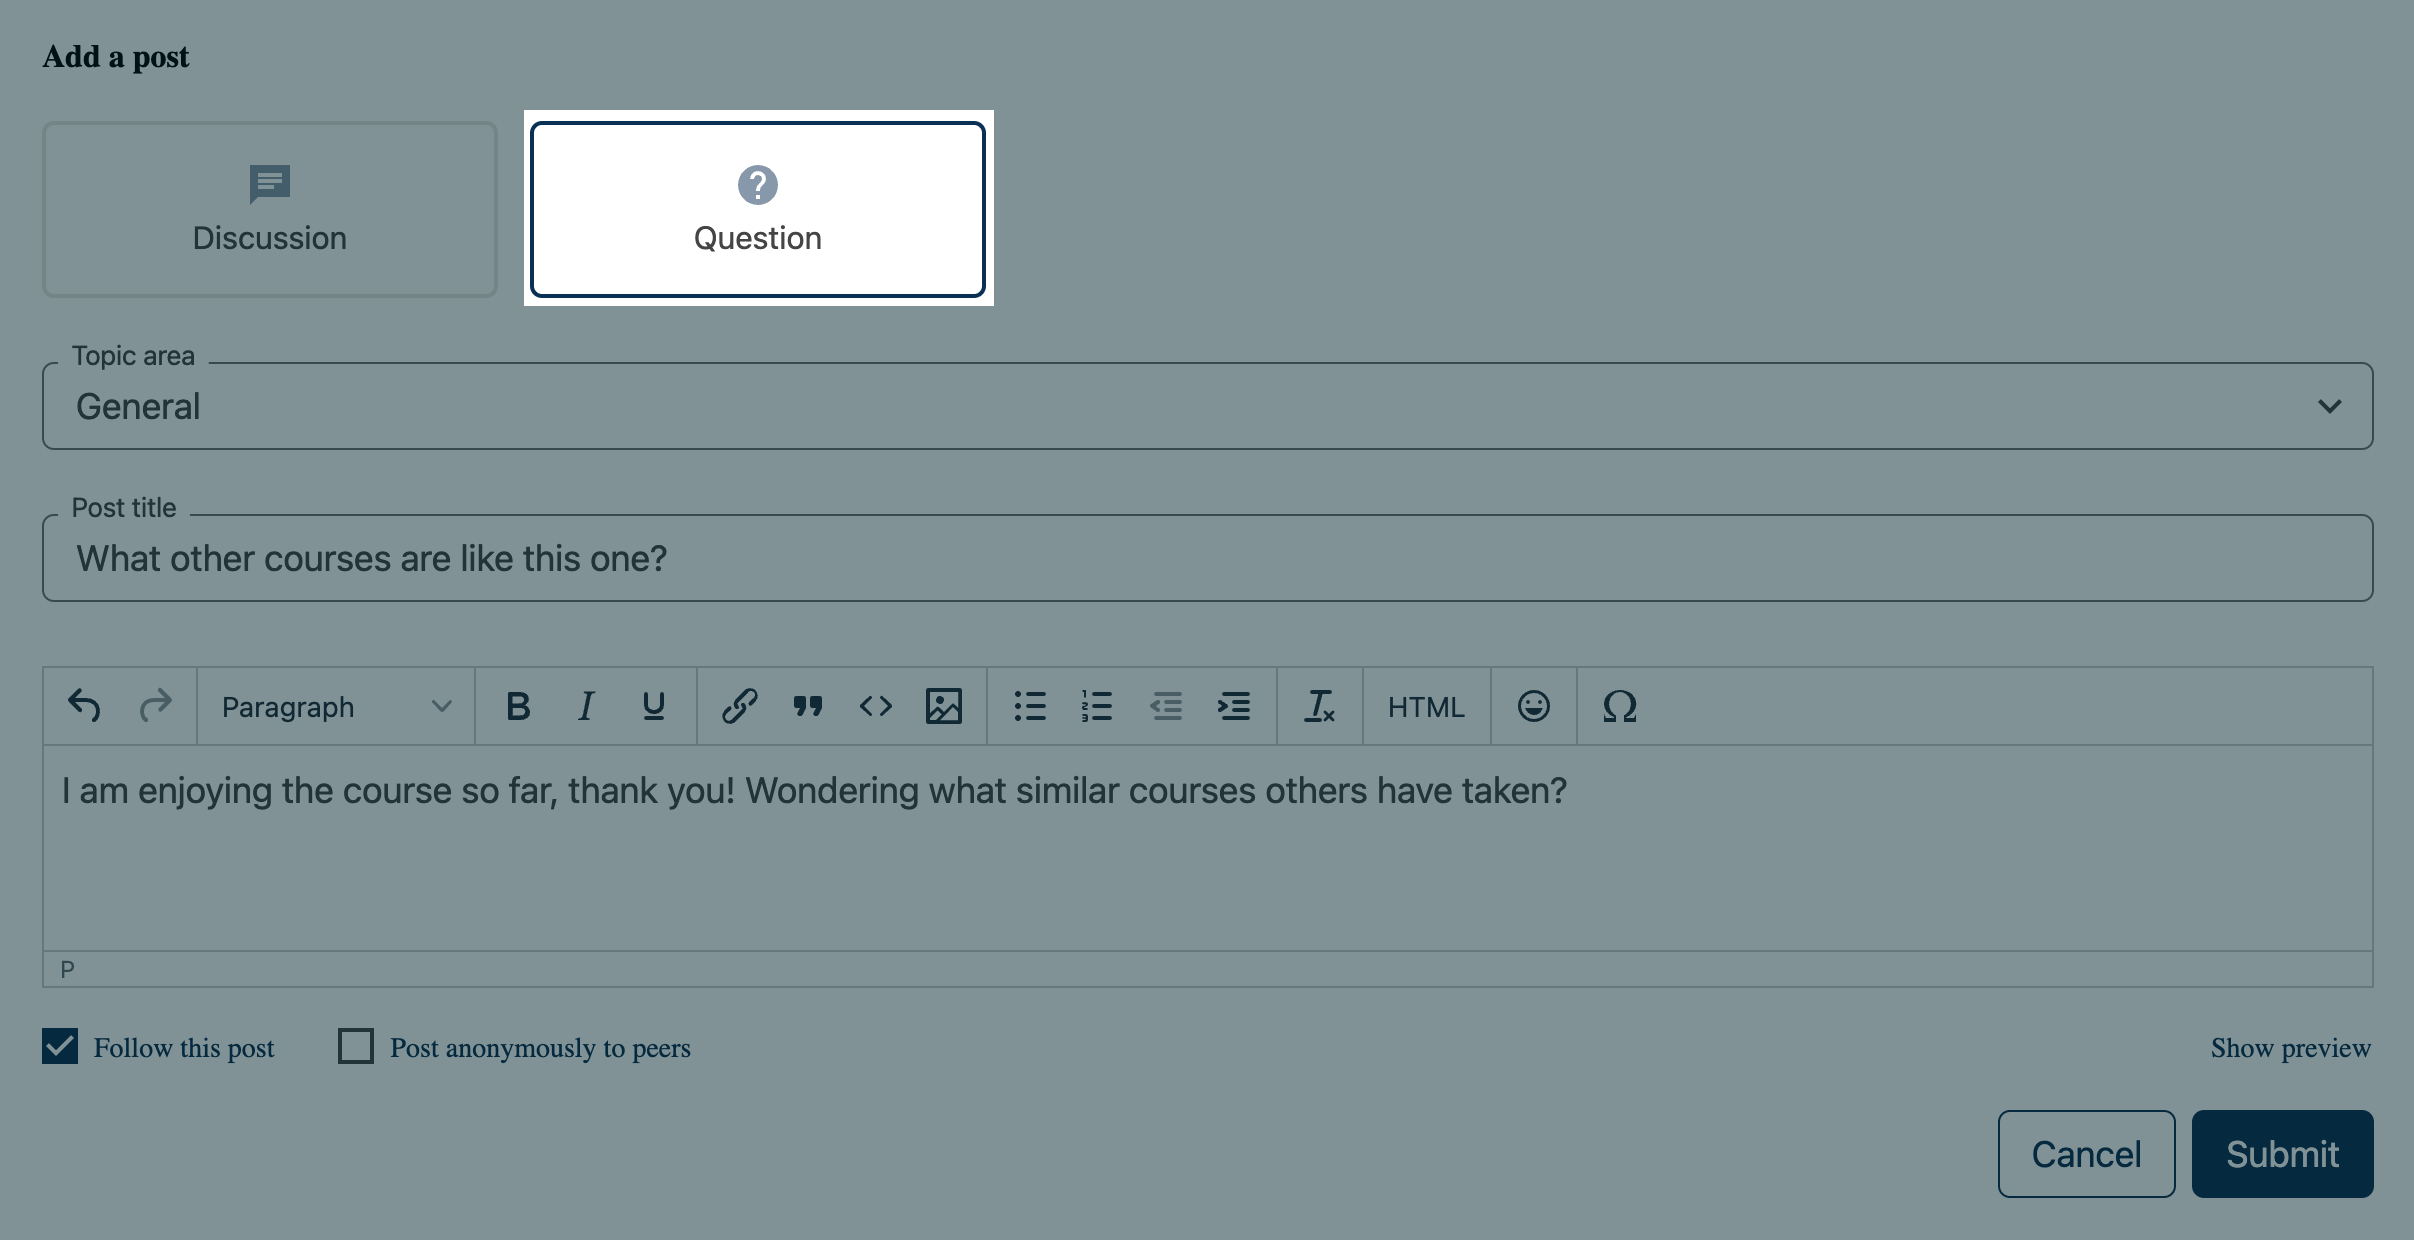 Add a post
Discussion
Question
Topic area
General
Post title
What other courses are like this one?
Paragraph B I U HTML Ω
I am enjoying the course so far, thank you! Wondering what similar courses others have taken?
P
Follow this post Post anonymously to peers Show preview
Cancel Submit